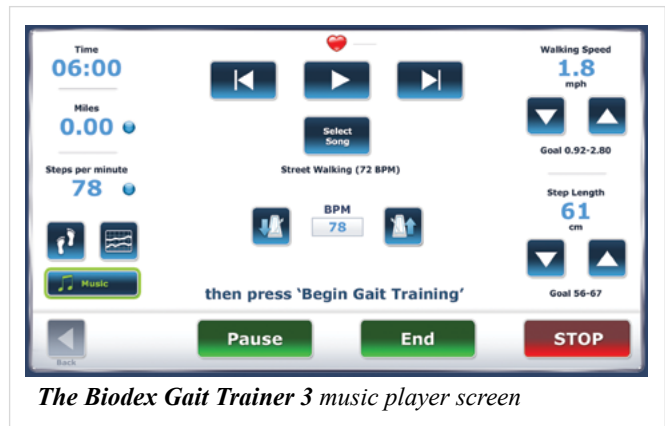 Time
06:00
Miles
0.00
Steps per minute
78
Music
Back
Select
Song
Street Walking (72 BPM)
BPM
78
then press ‘Begin Gait Training’
Pause
End
STOP
Walking Speed
1.8
mph
Goal 0.92-2.80
Step Length
61
cm
Goal 56-67
The Biodex Gait Trainer 3 music player screen